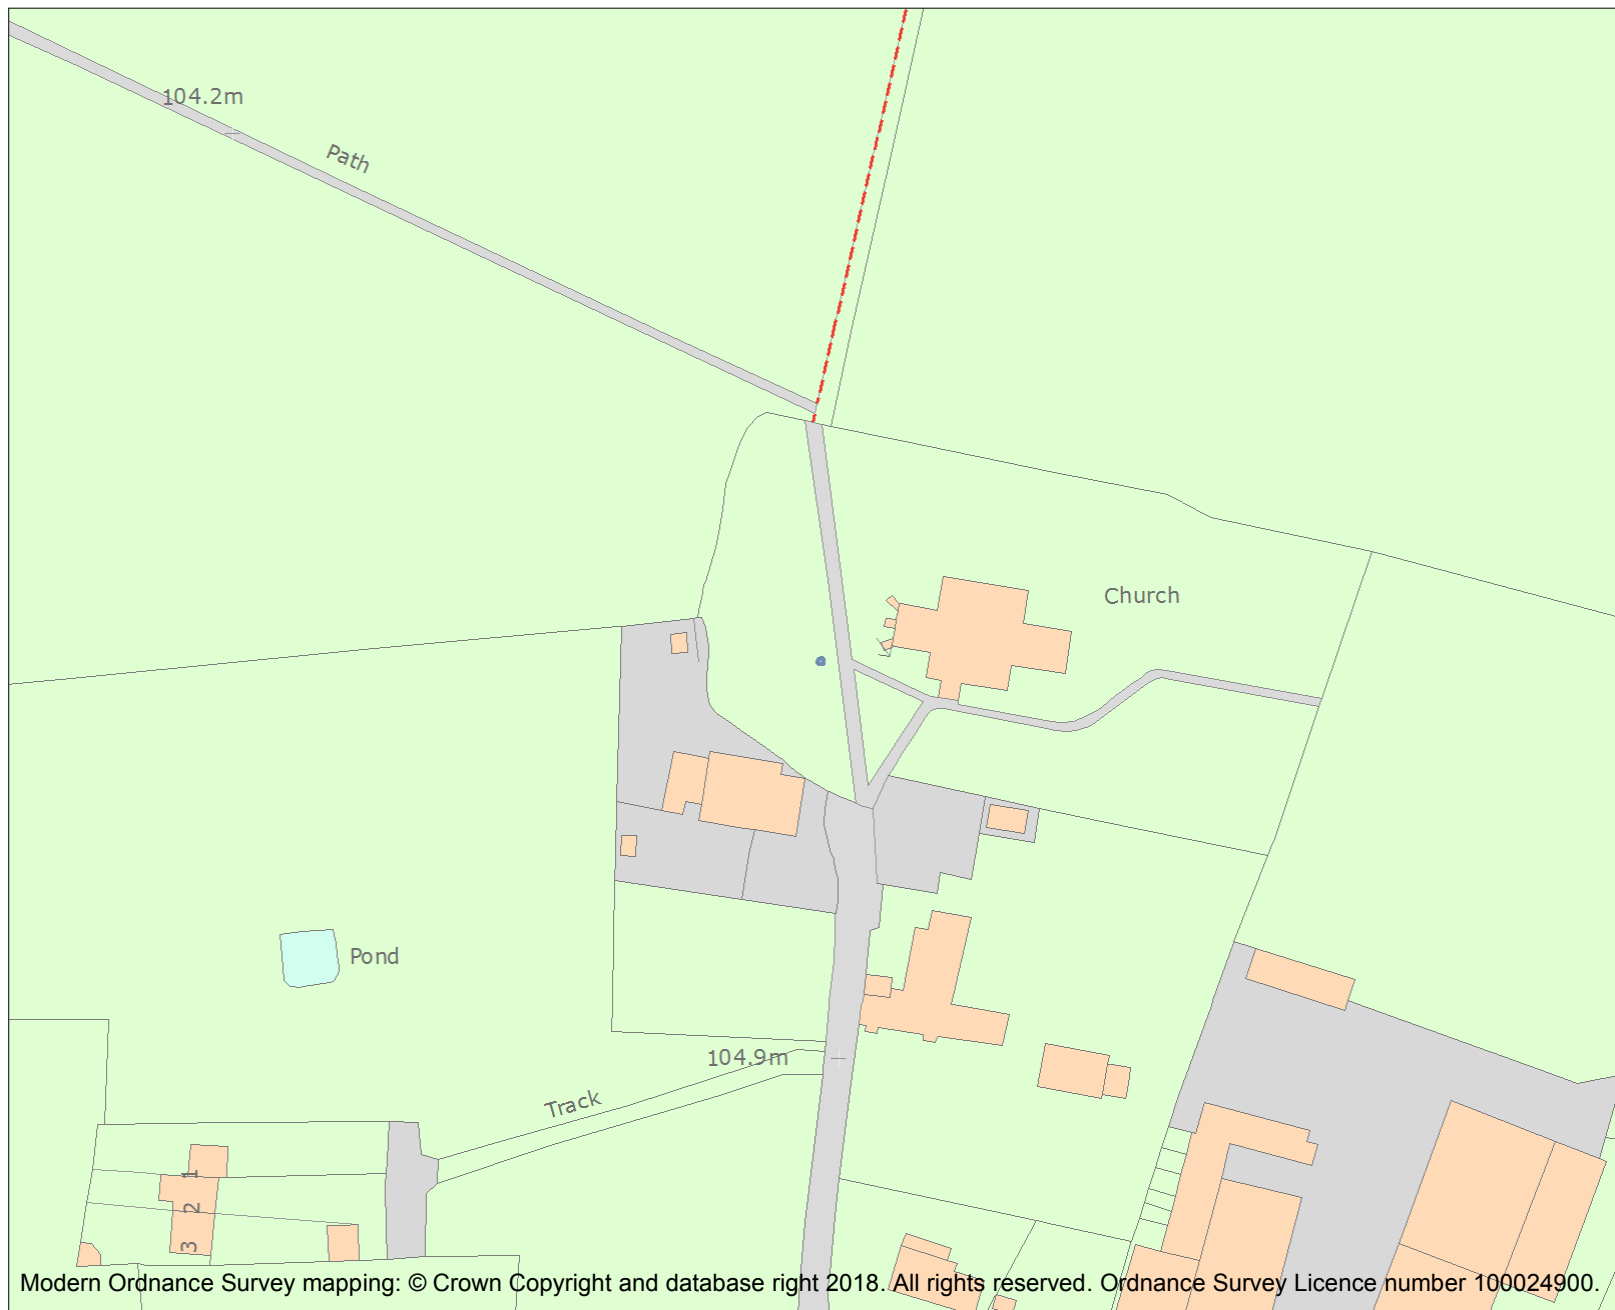 104.2m
Path
Church
Pond
104.9m
Track
1
2
3
Modern Ordnance Survey mapping: © Crown Copyright and database right 2018. All rights reserved. Ordnance Survey Licence number 100024900.